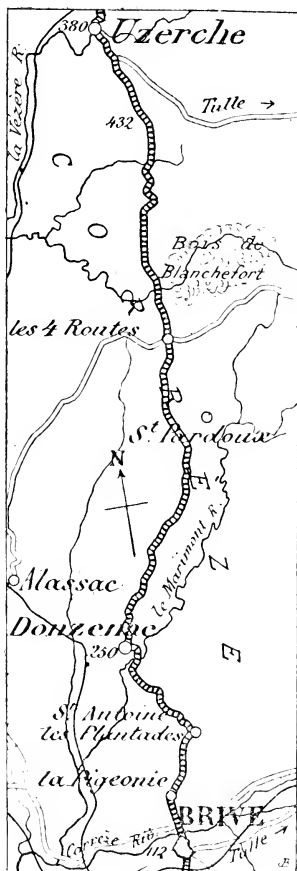 380 Uzerche
la Vézère R.
Tulle →
432
C
O
Bois de
Blanchefort
R
les 4 Routes
R
St Pardoux
E
N
Z
le Marimont R.
Alassac
E
Donzenac
250
St Antoine
les Plantades
la Pigeonie
BRIVE
Corrèze Riv.
112
Tulle →